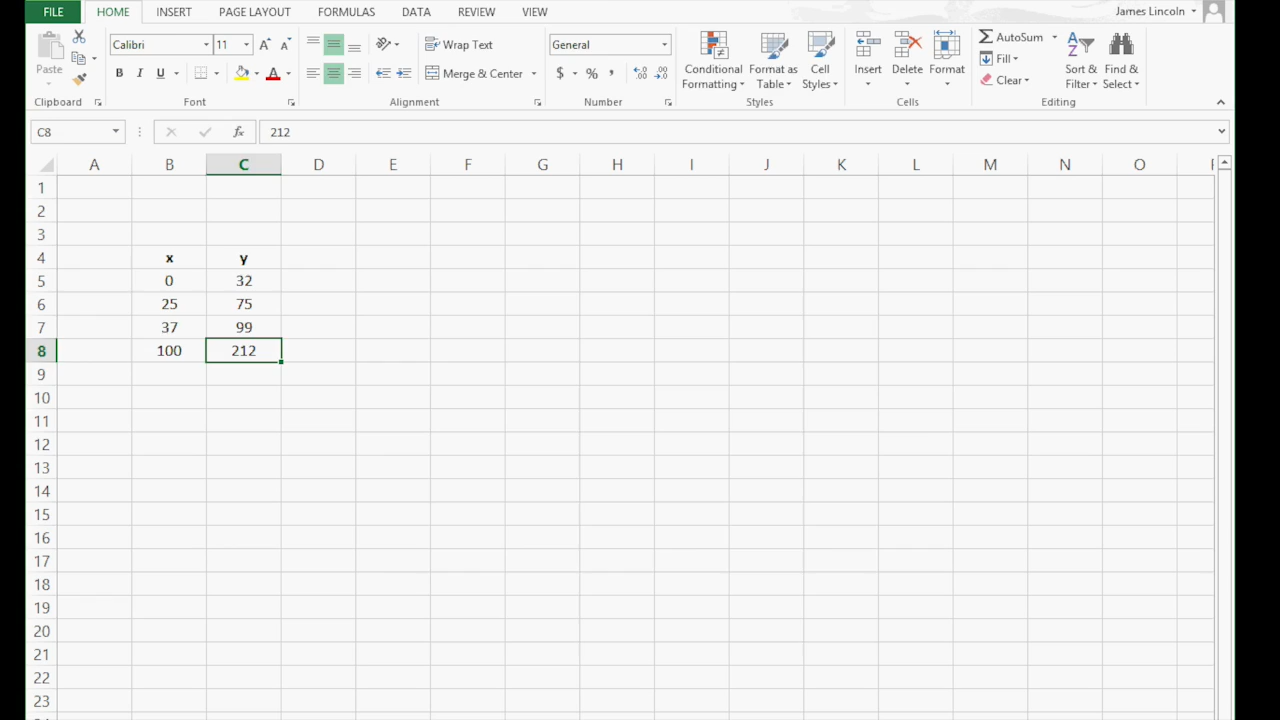 FILE HOME INSERT PAGE LAYOUT FORMULAS DATA REVIEW VIEW James Lincoln
Calibri 11 A A Wrap Text General AutoSum
Paste B I U A Merge & Center $ % , .0 .00 Conditional Formatting Format as Table Cell Styles Insert Delete Format Fill Sort & Filter Find & Select
Clear
Clipboard Font Alignment Number Styles Cells Editing
C8 fx 212
A B C D E F G H I J K L M N O
1
2
3
4 x y
5 0 32
6 25 75
7 37 99
8 100 212
9
10
11
12
13
14
15
16
17
18
19
20
21
22
23